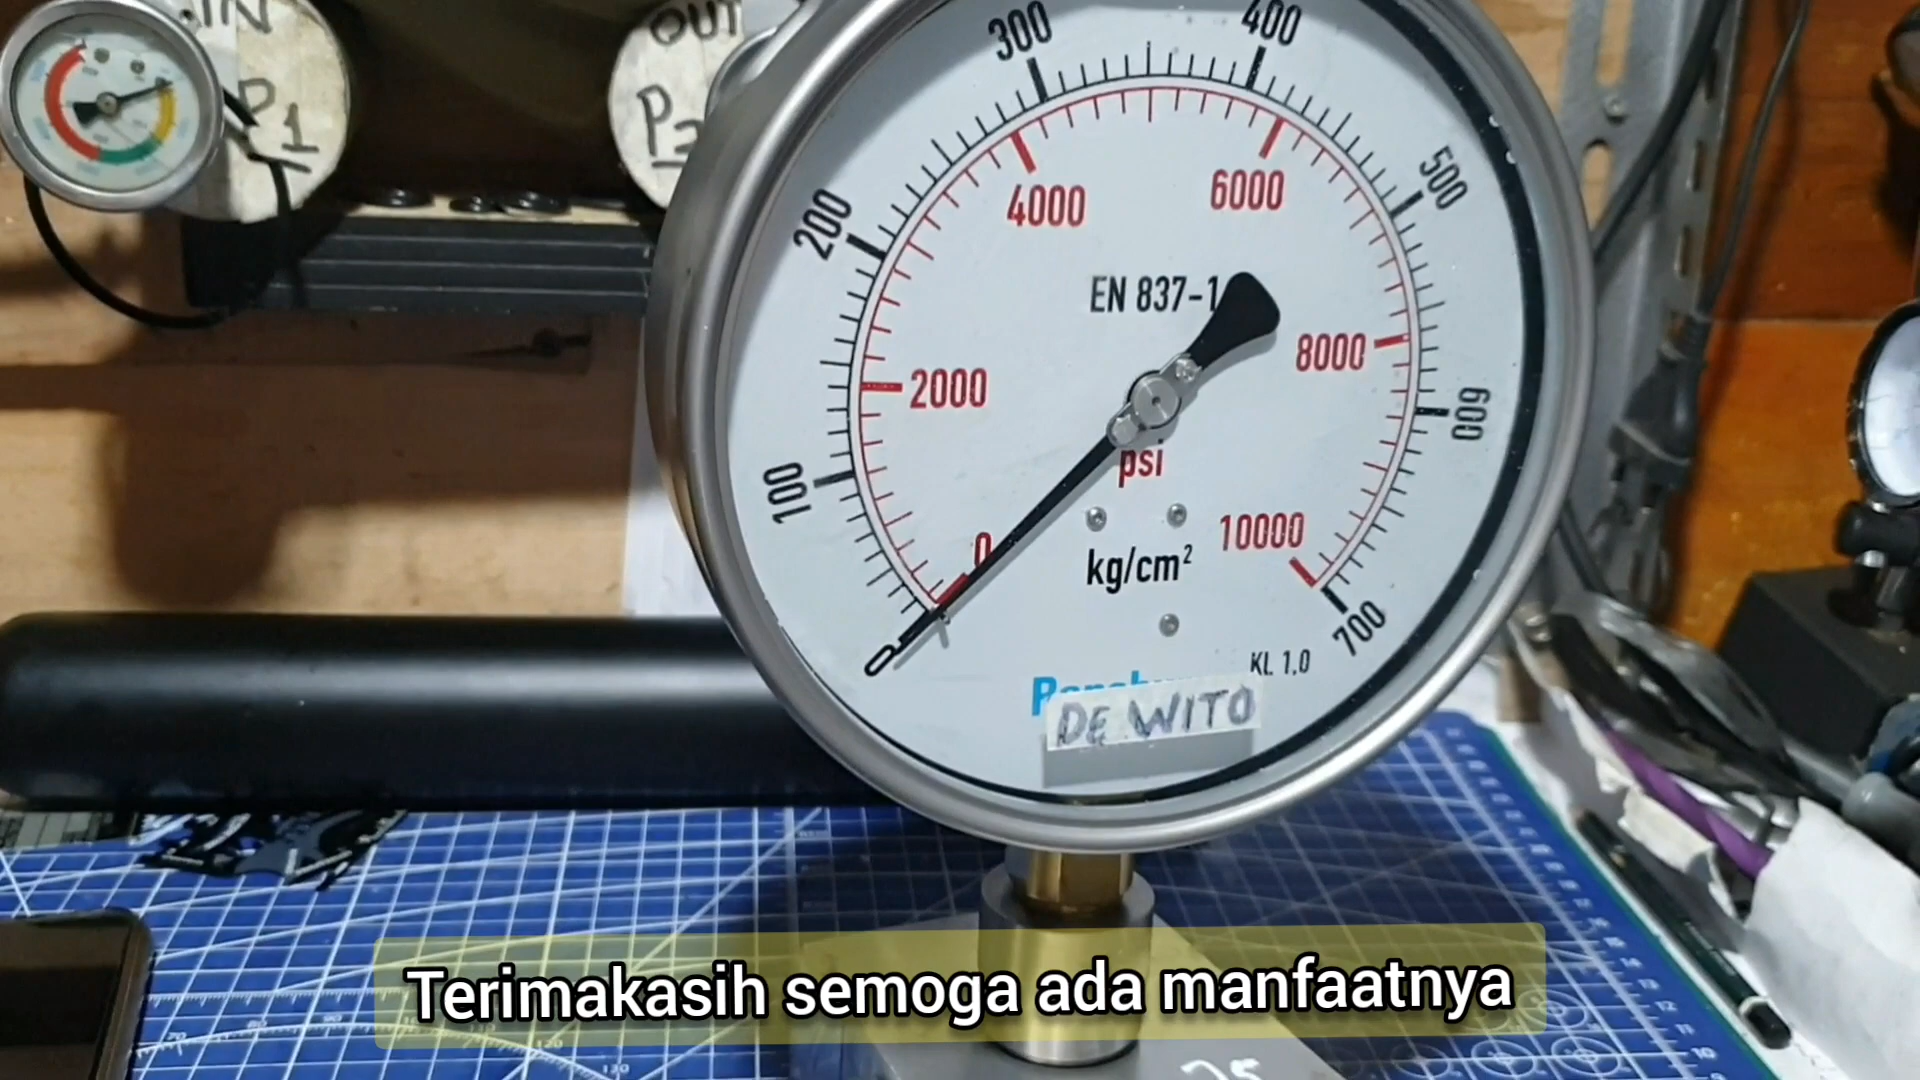 IN
OUT
P1
P2
0
100
200
300
400
500
600
700
0
2000
4000
6000
8000
10000
EN 837-1
psi
kg/cm²
KL 1.0
DE WITO
Terimakasih semoga ada manfaatnya